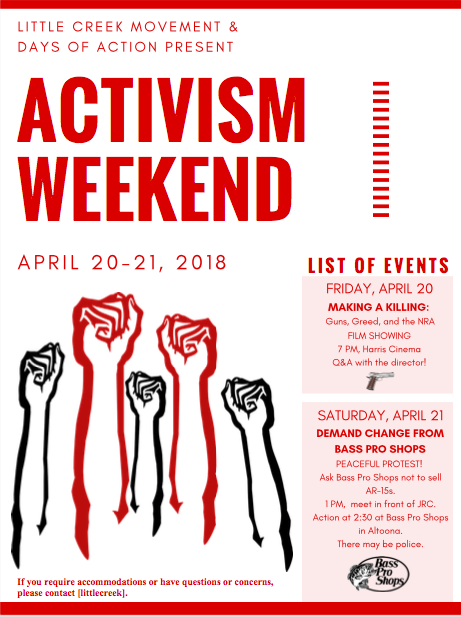 LITTLE CREEK MOVEMENT &
DAYS OF ACTION PRESENT
ACTIVISM
WEEKEND
APRIL 20-21, 2018
LIST OF EVENTS
FRIDAY, APRIL 20
MAKING A KILLING:
Guns, Greed, and the NRA
FILM SHOWING
7 PM, Harris Cinema
Q&A with the director!
SATURDAY, APRIL 21
DEMAND CHANGE FROM
BASS PRO SHOPS
PEACEFUL PROTEST!
Ask Bass Pro Shops not to sell
AR-15s.
1 PM, meet in front of JRC.
Action at 2:30 at Bass Pro Shops
in Altoona.
There may be police.
Bass
Pro
Shops
If you require accommodations or have questions or concerns,
please contact [littlecreek].